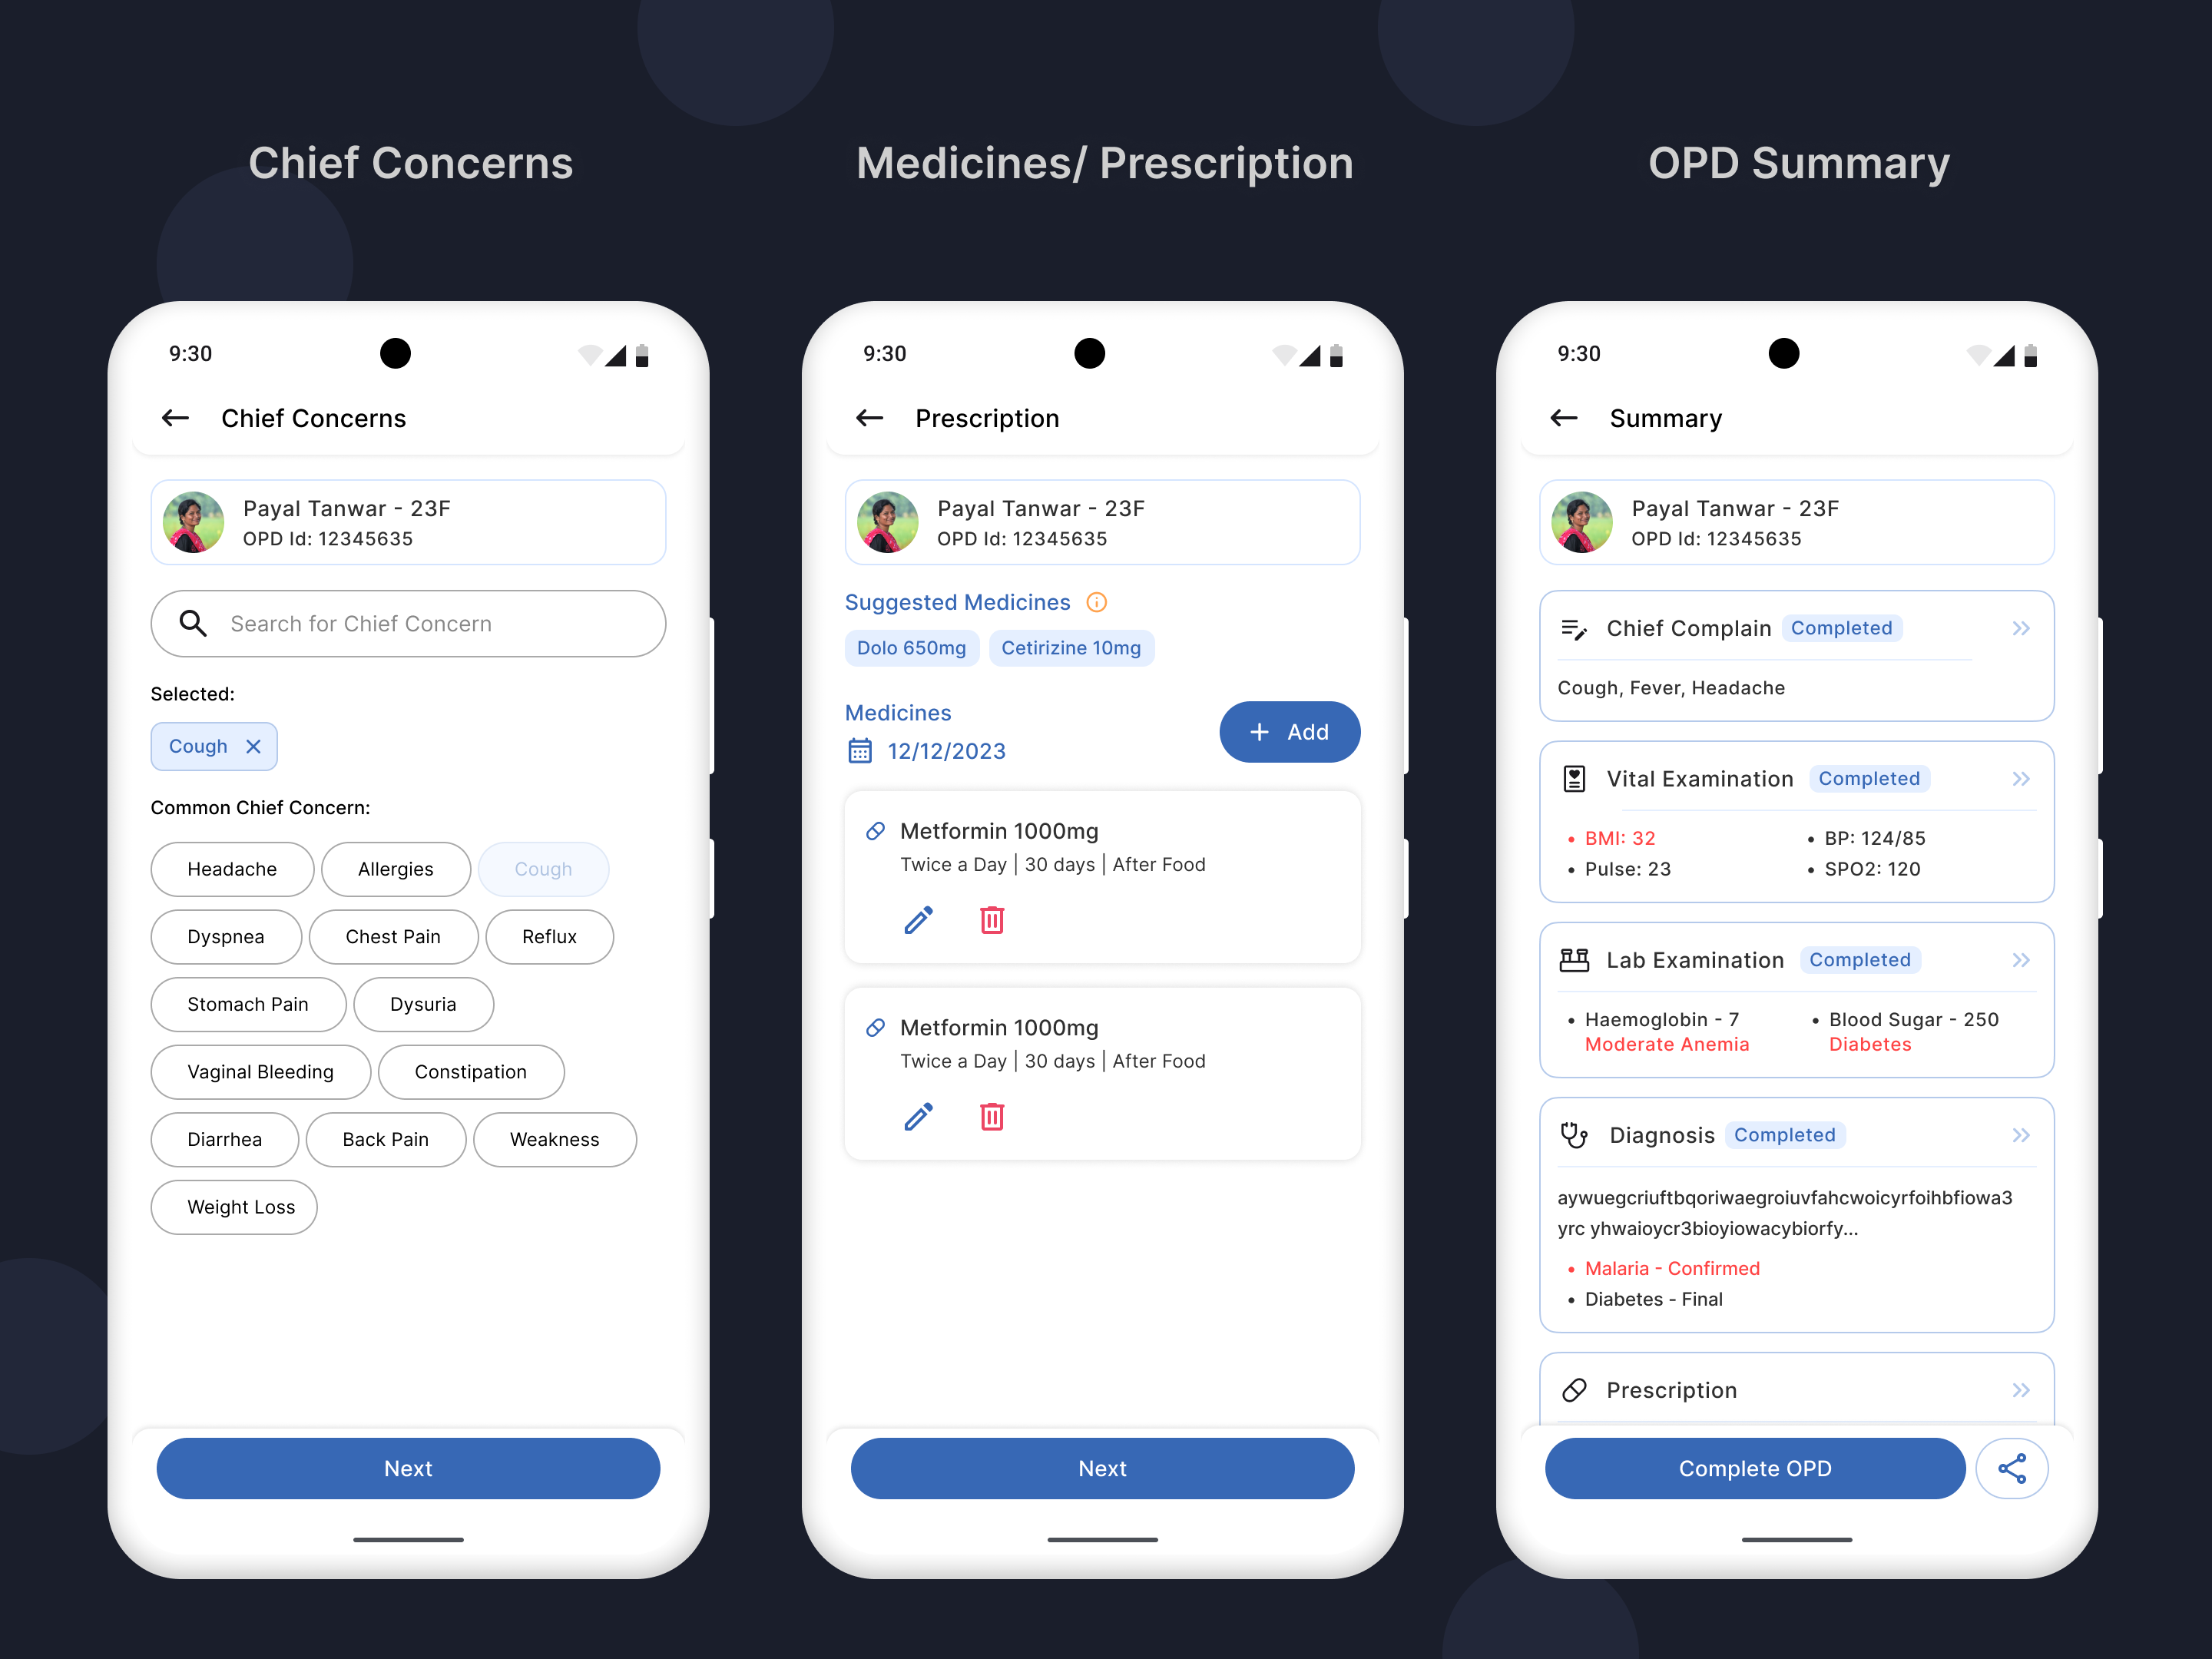 Chief Concerns
9:30
Chief Concerns
Payal Tanwar - 23F
OPD Id: 12345635
Search for Chief Concern
Selected:
Cough
Common Chief Concern:
Headache Allergies Cough
Dyspnea Chest Pain Reflux
Stomach Pain Dysuria
Vaginal Bleeding Constipation
Diarrhea Back Pain Weakness
Weight Loss
Next
Medicines/ Prescription
9:30
Prescription
Payal Tanwar - 23F
OPD Id: 12345635
Suggested Medicines
Dolo 650mg Cetirizine 10mg
Medicines
12/12/2023
Add
Metformin 1000mg
Twice a Day | 30 days | After Food
Metformin 1000mg
Twice a Day | 30 days | After Food
Next
OPD Summary
9:30
Summary
Payal Tanwar - 23F
OPD Id: 12345635
Chief Complain Completed
Cough, Fever, Headache
Vital Examination Completed
• BMI: 32 • BP: 124/85
• Pulse: 23 • SPO2: 120
Lab Examination Completed
• Haemoglobin - 7 • Blood Sugar - 250
Moderate Anemia Diabetes
Diagnosis Completed
aywuegcriuftbqoriwaegroiuvfahcwoicyrfoihbfiowa3
yrc yhwaioycr3bioyiowacybiorfy...
• Malaria - Confirmed
• Diabetes - Final
Prescription
Complete OPD